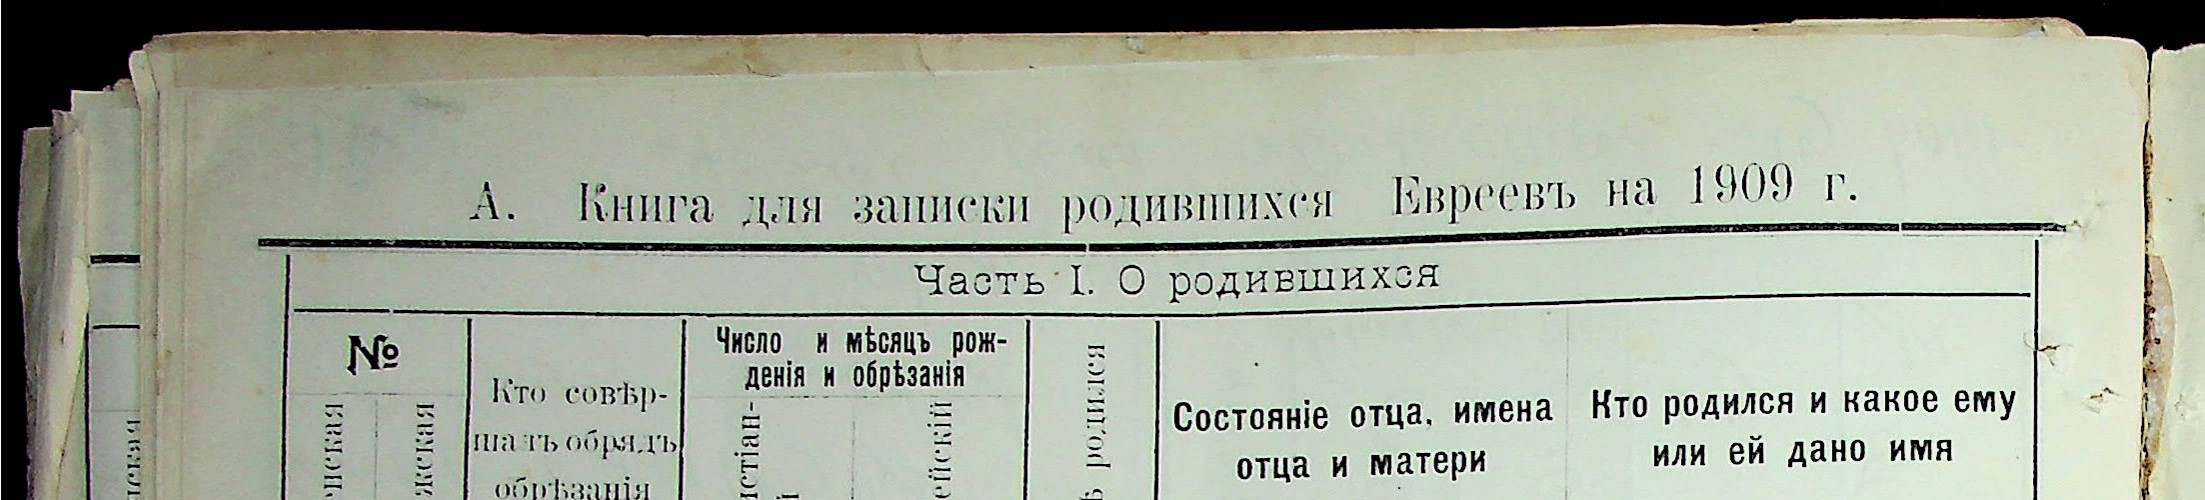 А. Книга для записки родившихся Евреевъ на 1909 г.
Часть I. О родившихся
№
Кто совѣр-
шалъ обрядъ
обрѣзанія
Число и мѣсяцъ рож-
денія и обрѣзанія
родился
Состояніе отца, имена
отца и матери
Кто родился и какое ему
или ей дано имя